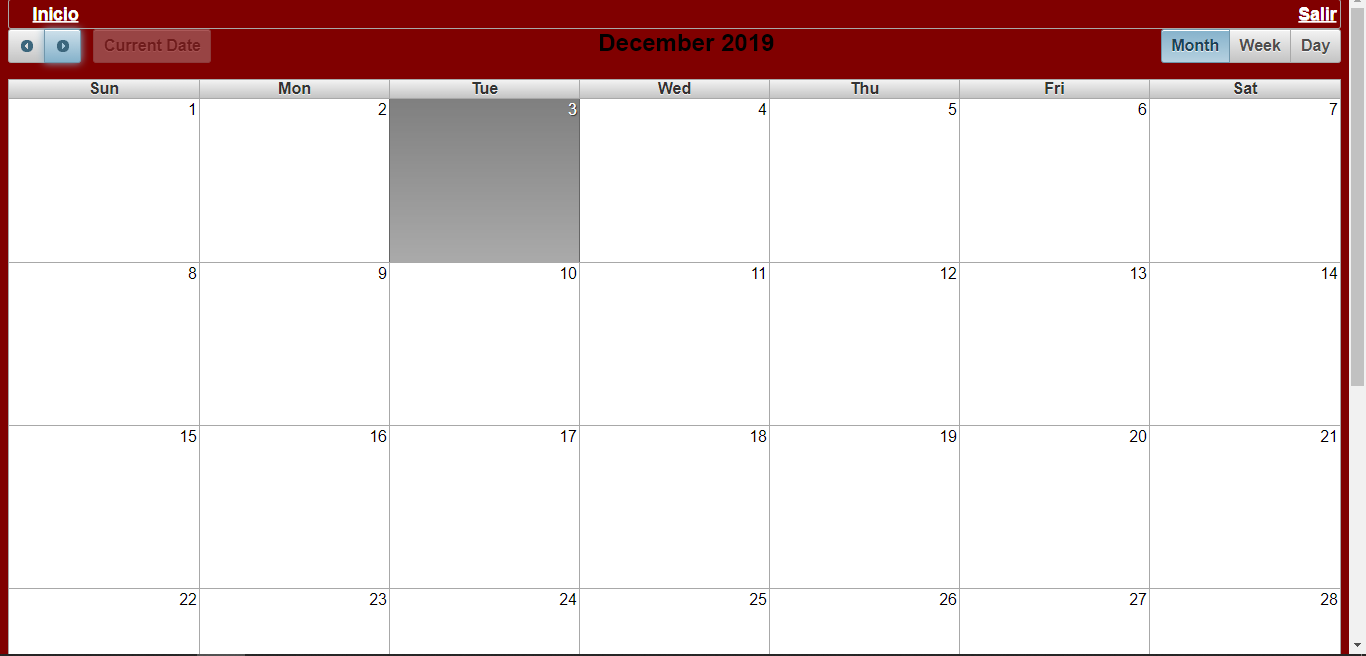 Inicio Salir
Current Date December 2019 Month Week Day
Sun Mon Tue Wed Thu Fri Sat
1 2 3 4 5 6 7
8 9 10 11 12 13 14
15 16 17 18 19 20 21
22 23 24 25 26 27 28